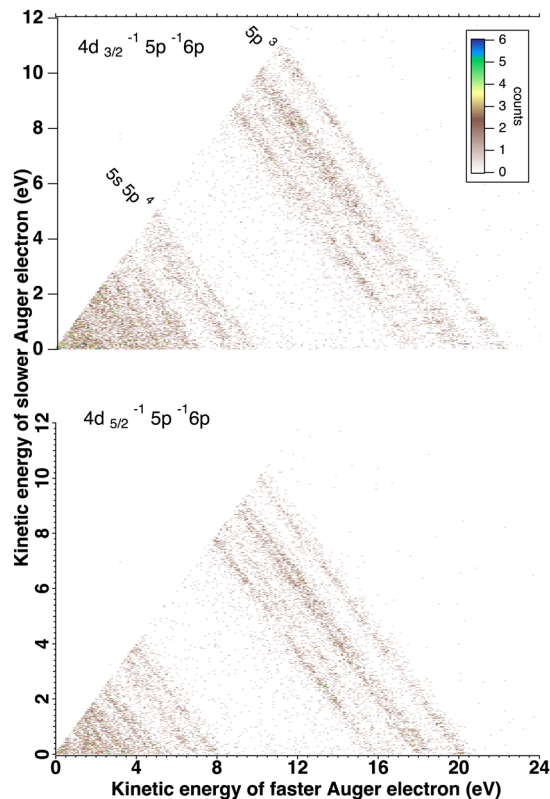 4d 3/2 -1 5p -1 6p
5p 3
5s 5p 4
counts
6
5
4
3
2
1
0
12
10
8
6
4
2
0
4d 5/2 -1 5p -1 6p
12
10
8
6
4
2
0
0 4 8 12 16 20 24
Kinetic energy of slower Auger electron (eV)
Kinetic energy of faster Auger electron (eV)